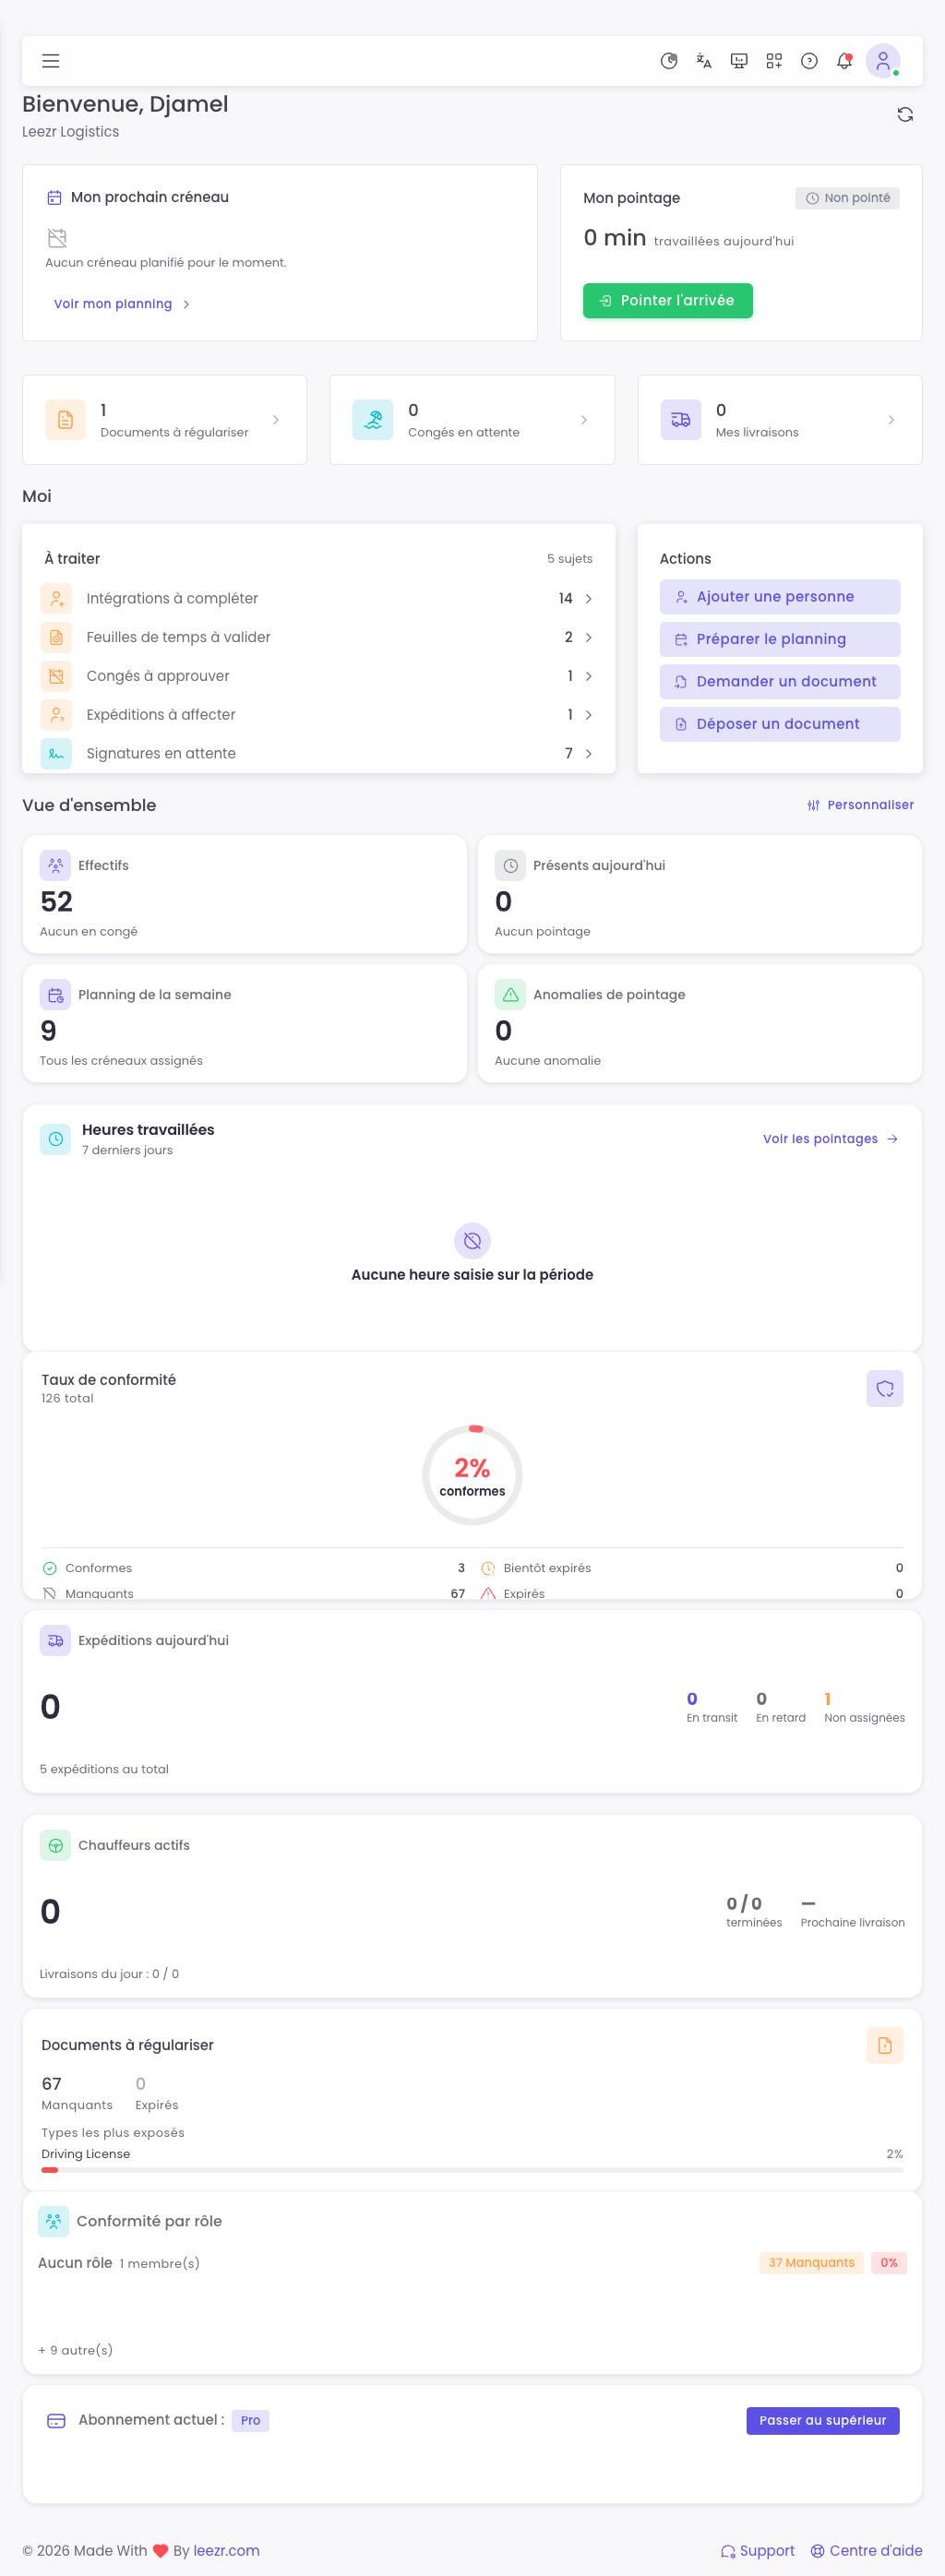 Bienvenue, Djamel
Leezr Logistics
Mon prochain créneau
Aucun créneau planifié pour le moment.
Voir mon planning
Mon pointage
Non pointé
0 min travaillées aujourd'hui
Pointer l'arrivée
1
Documents à régulariser
0
Congés en attente
0
Mes livraisons
Moi
À traiter
5 sujets
Intégrations à compléter
14
Feuilles de temps à valider
2
Congés à approuver
1
Expéditions à affecter
1
Signatures en attente
7
Actions
Ajouter une personne
Préparer le planning
Demander un document
Déposer un document
Vue d'ensemble
Personnaliser
Effectifs
52
Aucun en congé
Présents aujourd'hui
0
Aucun pointage
Planning de la semaine
9
Tous les créneaux assignés
Anomalies de pointage
0
Aucune anomalie
Heures travaillées
7 derniers jours
Voir les pointages
Aucune heure saisie sur la période
Taux de conformité
126 total
2%
conformes
Conformes
3
Bientôt expirés
0
Manquants
67
Expirés
0
Expéditions aujourd'hui
0
0
En transit
0
En retard
1
Non assignées
5 expéditions au total
Chauffeurs actifs
0
0 / 0
terminées
—
Prochaine livraison
Livraisons du jour : 0 / 0
Documents à régulariser
67
Manquants
0
Expirés
Types les plus exposés
Driving License
2%
Conformité par rôle
Aucun rôle 1 membre(s)
37 Manquants
0%
+ 9 autre(s)
Abonnement actuel : Pro
Passer au supérieur
© 2026 Made With By leezr.com
Support
Centre d'aide